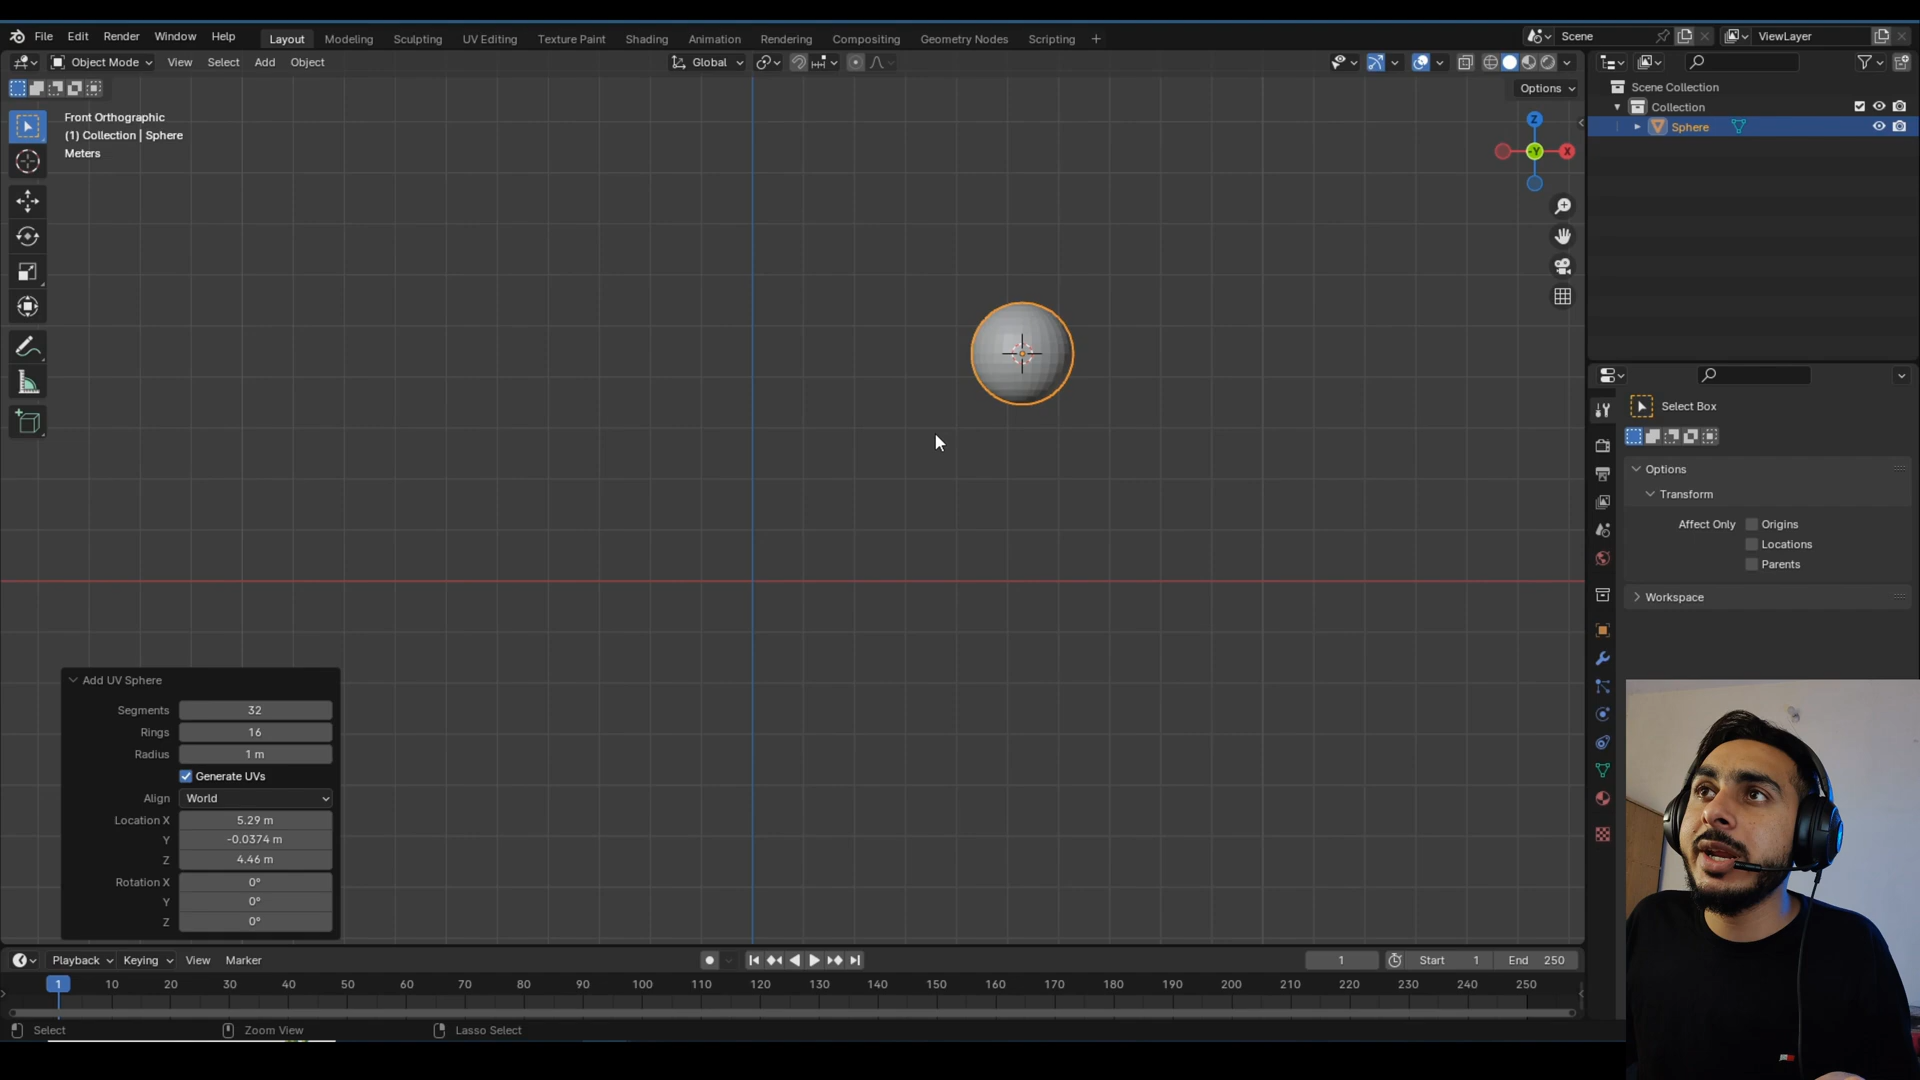 File Edit Render Window Help Layout Modeling Sculpting UV Editing Texture Paint Shading Animation Rendering Compositing Geometry Nodes Scripting + Scene ViewLayer
Object Mode View Select Add Object Global
Options
Scene Collection
Collection
Sphere
Front Orthographic
(1) Collection | Sphere
Meters
Z
-Y
X
Select Box
Options
Transform
Affect Only Origins
Locations
Parents
Workspace
Add UV Sphere
Segments 32
Rings 16
Radius 1 m
Generate UVs
Align World
Location X 5.29 m
Y -0.0374 m
Z 4.46 m
Rotation X 0°
Y 0°
Z 0°
Playback Keying View Marker 1 Start 1 End 250
1 10 20 30 40 50 60 70 80 90 100 110 120 130 140 150 160 170 180 190 200 210 220 230 240 250
Select Zoom View Lasso Select